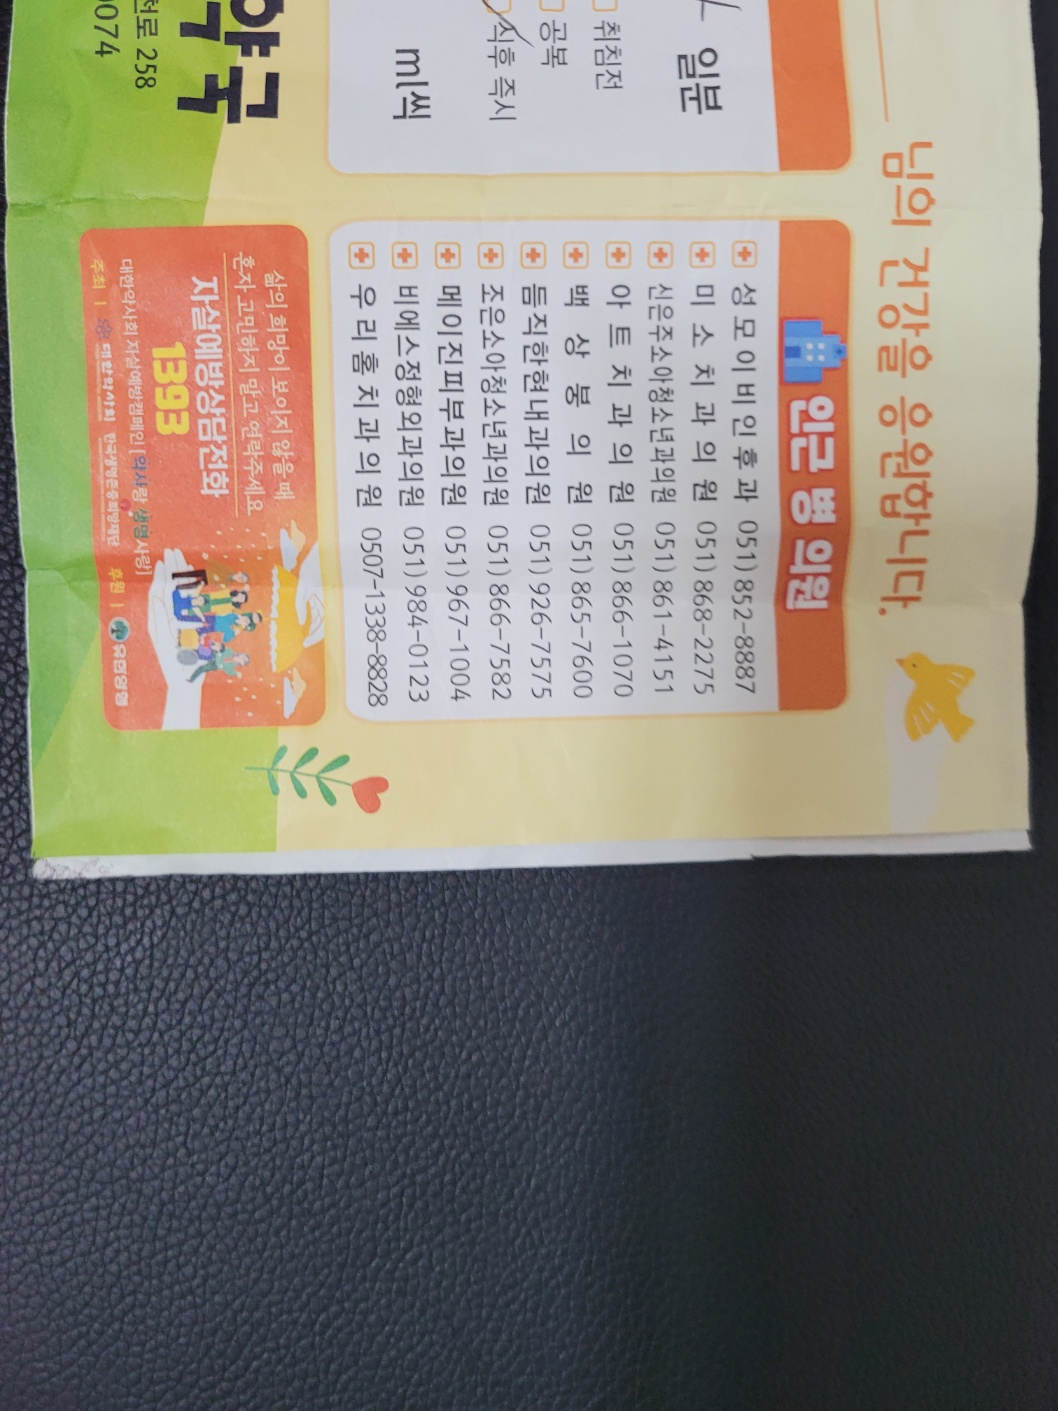 님의 건강을 응원합니다.
일분
취침전
공복
식후 즉시
ml씩
인근 병 의원
성모이비인후과 051) 852-8887
미소치과의원 051) 868-2275
신은주소아청소년과의원 051) 861-4151
아트치과의원 051) 866-1070
백상붕의원 051) 865-7600
듬직한현내과의원 051) 926-7575
조은소아청소년과의원 051) 866-7582
메이진피부과의원 051) 967-1004
비에스정형외과의원 051) 984-0123
우리홈치과의원 0507-1338-8828
약국
천로 258
0074
삶의 희망이 보이지 않을 때
혼자 고민하지 말고 연락주세요
자살예방상담전화
1393
대한약사회 자살예방캠페인 [약사랑 생명사랑]
주최 | 대한약사회 한국생명존중희망재단 후원 | 유한양행